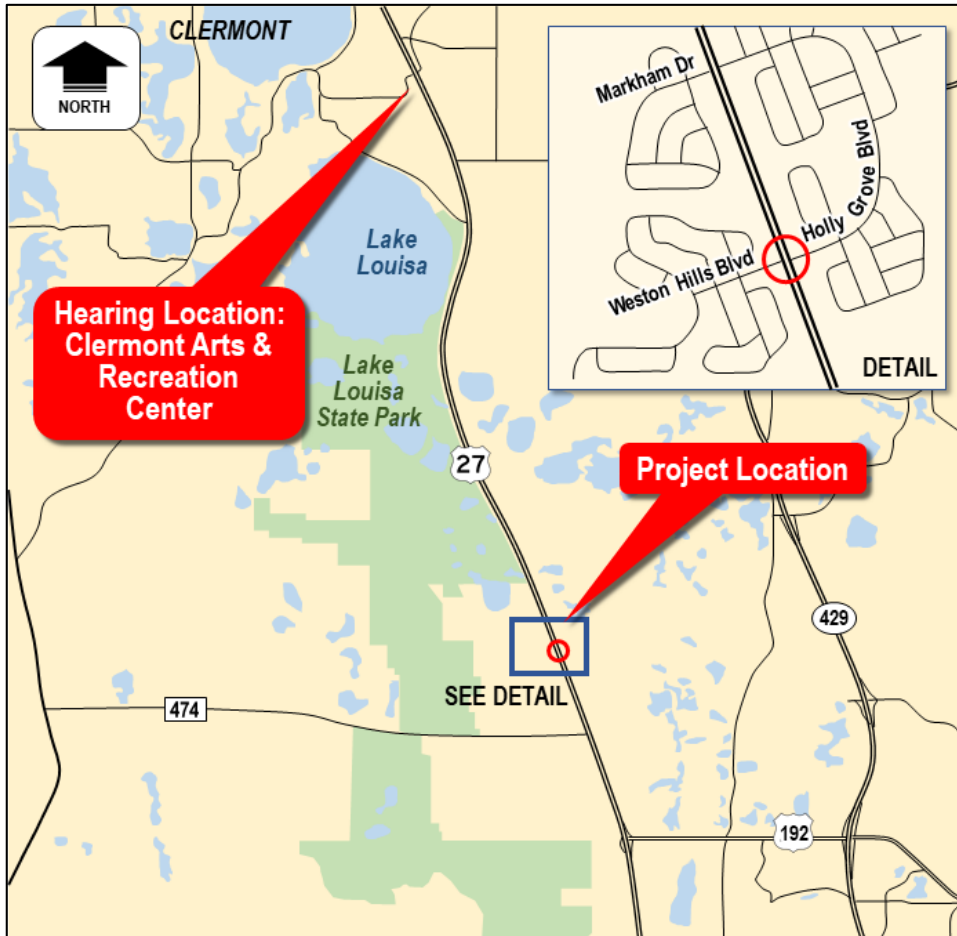 CLERMONT
NORTH
Markham Dr
Holly Grove Blvd
Weston Hills Blvd
DETAIL
Lake
Louisa
Hearing Location:
Clermont Arts &
Recreation
Center
Lake
Louisa
State Park
27
Project Location
429
SEE DETAIL
474
192